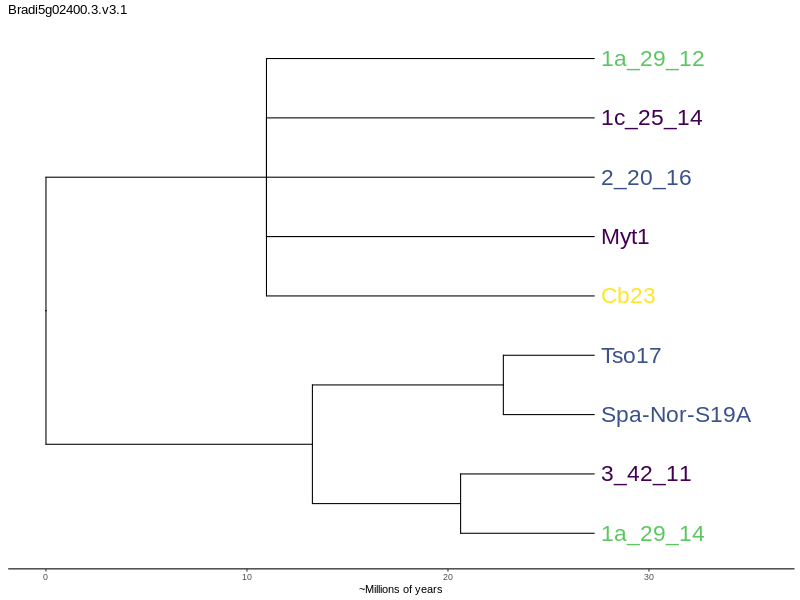 Bradi5g02400.3.v3.1
1a_29_12
1c_25_14
2_20_16
Myt1
Cb23
Tso17
Spa-Nor-S19A
3_42_11
1a_29_14
0 10 20 30
~Millions of years